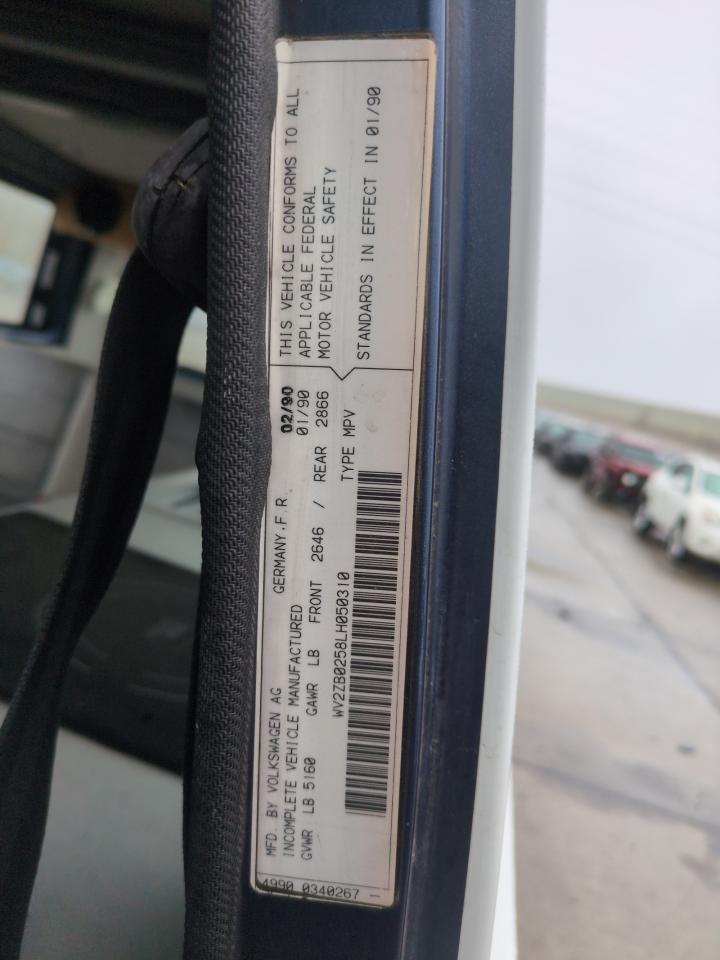 MFD. BY VOLKSWAGEN AG GERMANY.F.R. 02/90
INCOMPLETE VEHICLE MANUFACTURED 01/90
GVWR LB 5160 GAWR LB FRONT 2646 / REAR 2866
WV2ZB0258LH050310 TYPE MPV
THIS VEHICLE CONFORMS TO ALL
APPLICABLE FEDERAL
MOTOR VEHICLE SAFETY
STANDARDS IN EFFECT IN 01/90
4990 0340267 -